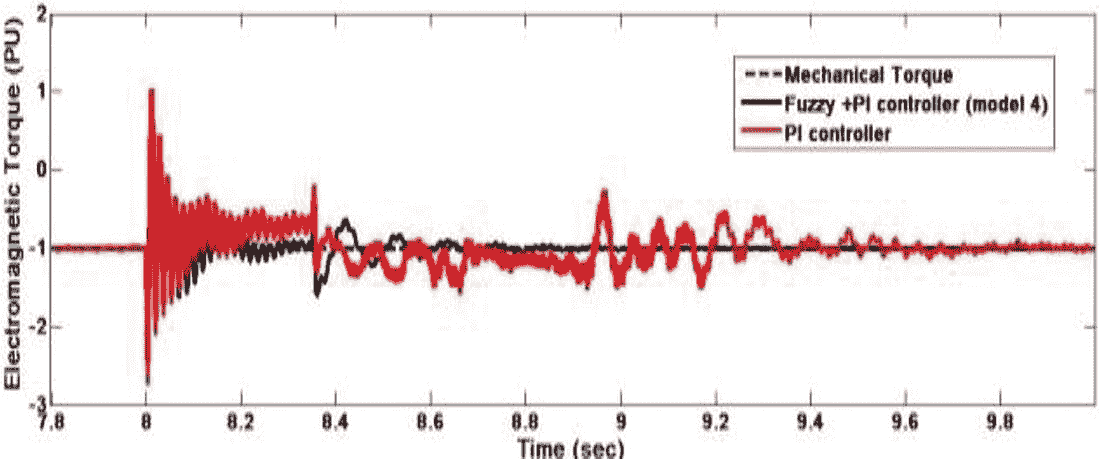 Electromagnetic Torque (PU)
2
1
0
-1
-2
-3
Mechanical Torque
Fuzzy +PI controller (model 4)
PI controller
7.8 8 8.2 8.4 8.6 8.8 9 9.2 9.4 9.6 9.8
Time (sec)